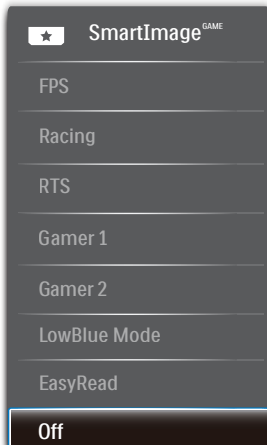 SmartImage GAME
FPS
Racing
RTS
Gamer 1
Gamer 2
LowBlue Mode
EasyRead
Off